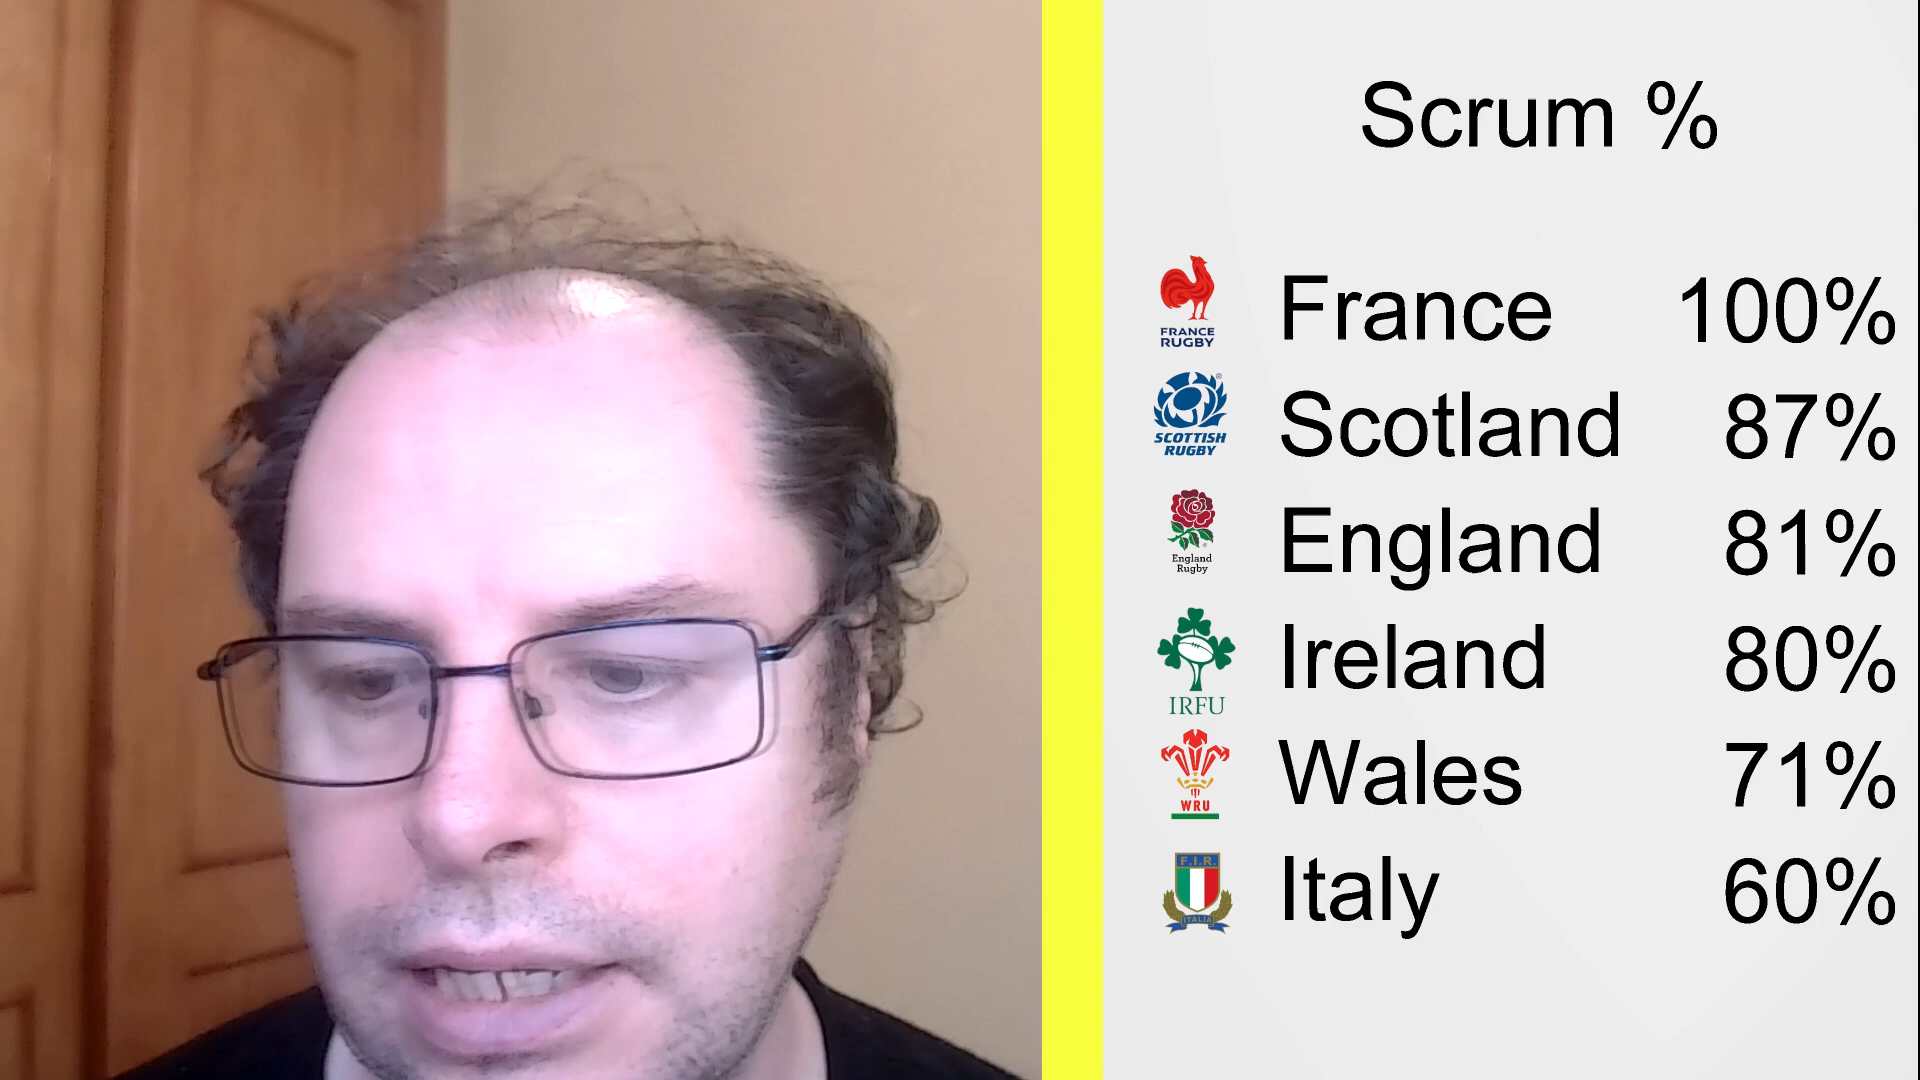 Scrum %
FRANCE
RUGBY
France 100%
SCOTTISH
RUGBY
®
Scotland 87%
England
Rugby
England 81%
IRFU
Ireland 80%
WRU
Wales 71%
F.I.R.
ITALIA
Italy 60%